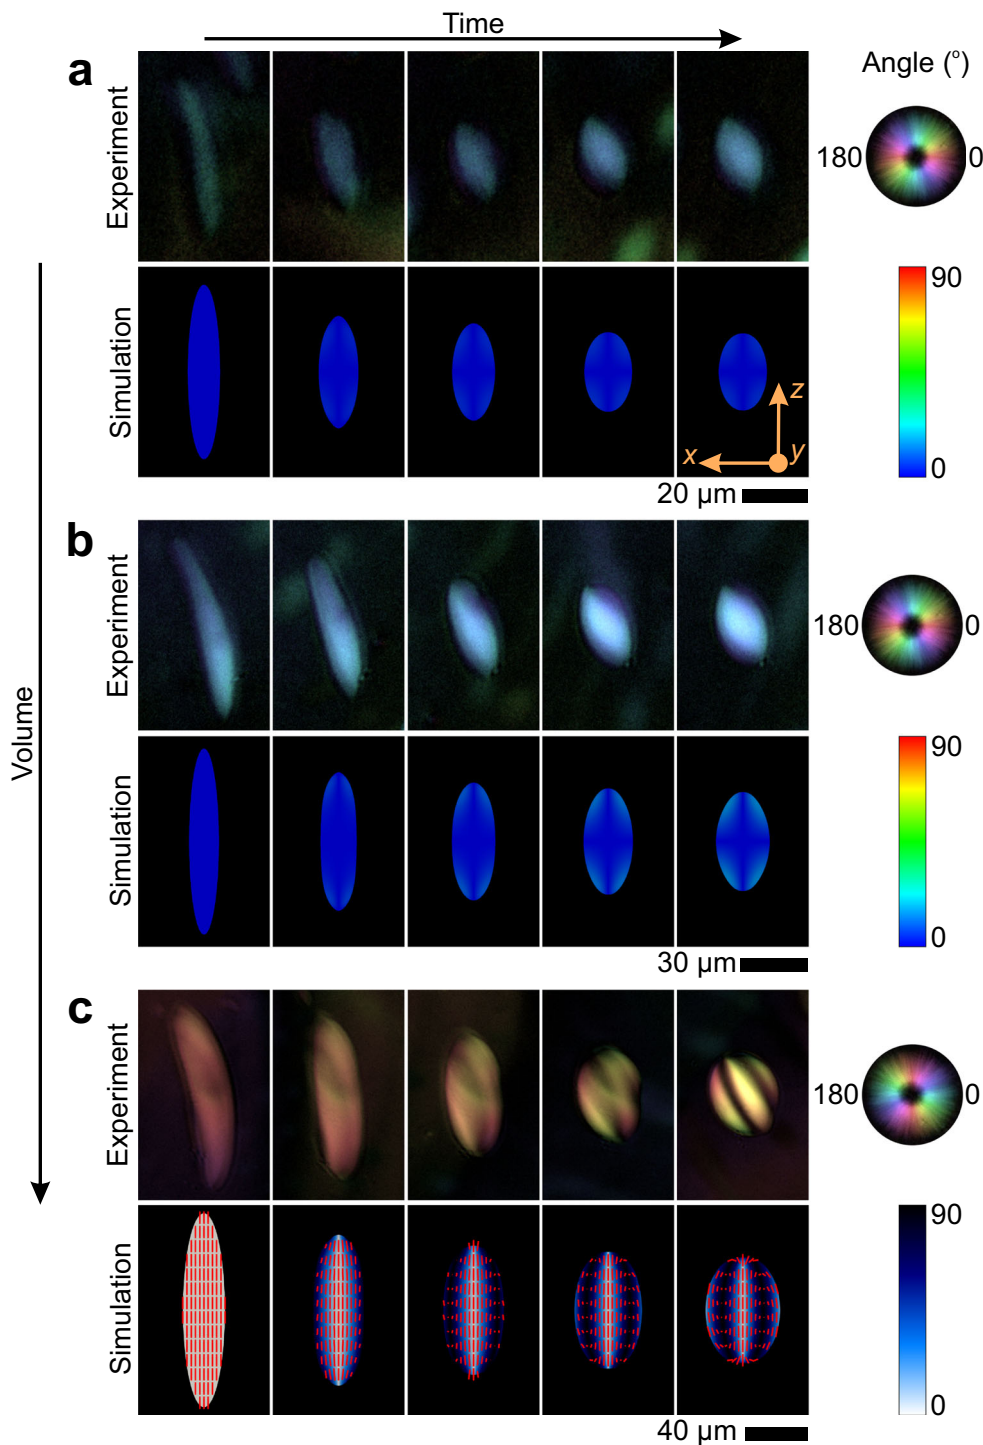 Time
a
Experiment
Angle (°)
180
0
Simulation
90
0
z
x
y
20 µm
Volume
b
Experiment
180
0
Simulation
90
0
30 µm
c
Experiment
180
0
Simulation
90
0
40 µm